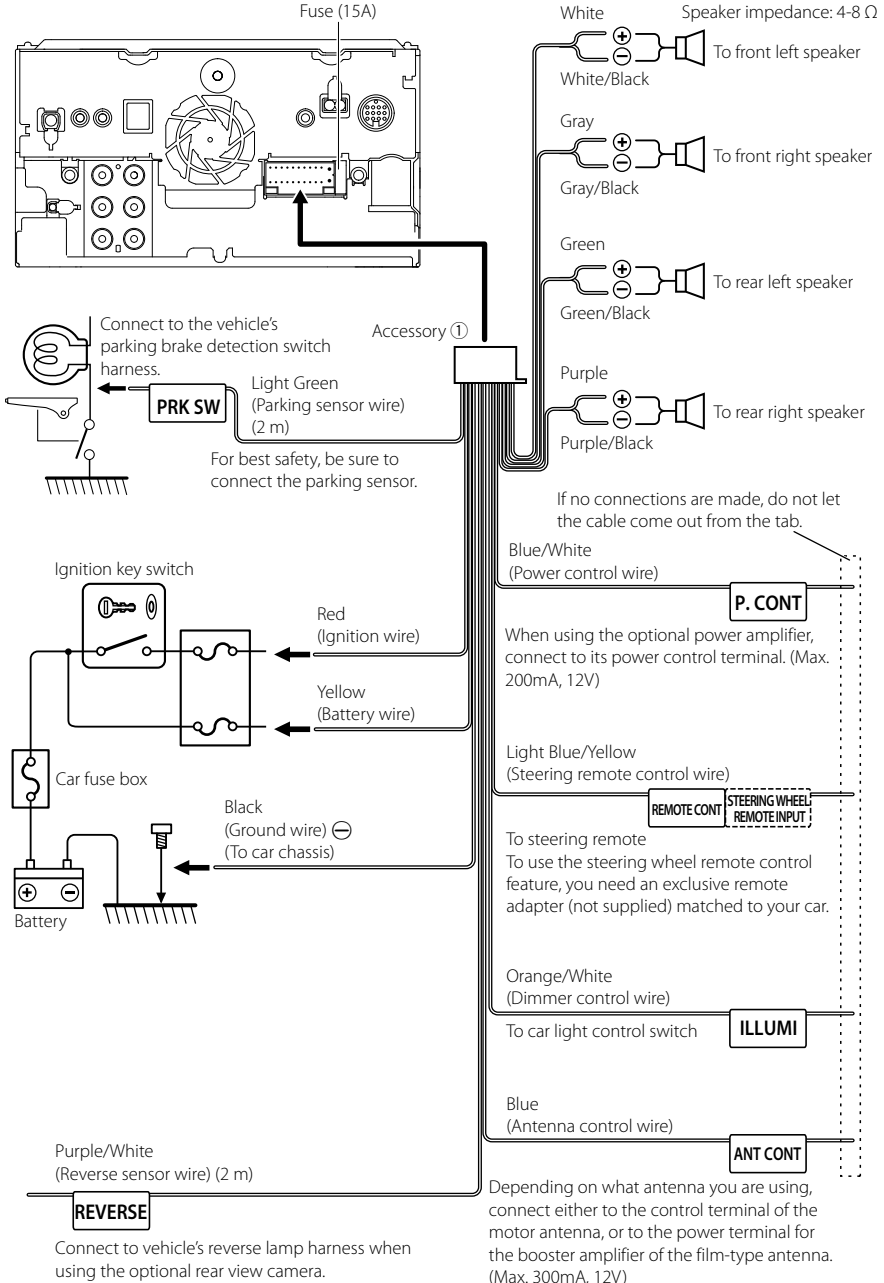 Fuse (15A)
White
Speaker impedance: 4-8 Ω
⊕
⊖
To front left speaker
White/Black
Gray
⊕
⊖
To front right speaker
Gray/Black
Green
⊕
⊖
To rear left speaker
Green/Black
Purple
⊕
⊖
To rear right speaker
Purple/Black
Accessory ①
Connect to the vehicle's
parking brake detection switch
harness.
PRK SW
Light Green
(Parking sensor wire)
(2 m)
For best safety, be sure to
connect the parking sensor.
If no connections are made, do not let
the cable come out from the tab.
Blue/White
(Power control wire)
P. CONT
When using the optional power amplifier,
connect to its power control terminal. (Max.
200mA, 12V)
Ignition key switch
Red
(Ignition wire)
Yellow
(Battery wire)
Car fuse box
Light Blue/Yellow
(Steering remote control wire)
REMOTE CONT
STEERING WHEEL
REMOTE INPUT
To steering remote
To use the steering wheel remote control
feature, you need an exclusive remote
adapter (not supplied) matched to your car.
Black
(Ground wire) ⊖
(To car chassis)
⊕ ⊖
Battery
Orange/White
(Dimmer control wire)
To car light control switch
ILLUMI
Blue
(Antenna control wire)
ANT CONT
Depending on what antenna you are using,
connect either to the control terminal of the
motor antenna, or to the power terminal for
the booster amplifier of the film-type antenna.
(Max. 300mA, 12V)
Purple/White
(Reverse sensor wire) (2 m)
REVERSE
Connect to vehicle's reverse lamp harness when
using the optional rear view camera.